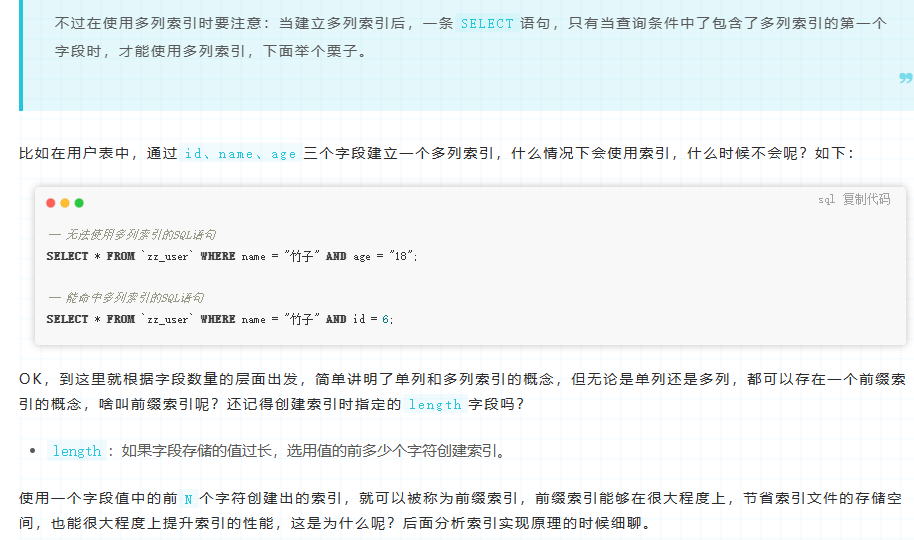 不过在使用多列索引时要注意：当建立多列索引后，一条 SELECT 语句，只有当查询条件中了包含了多列索引的第一个
字段时，才能使用多列索引，下面举个栗子。
❞
比如在用户表中，通过 id、name、age 三个字段建立一个多列索引，什么情况下会使用索引，什么时候不会呢？如下：
sql 复制代码
-- 无法使用多列索引的SQL语句
SELECT * FROM `zz_user` WHERE name = "竹子" AND age = "18";
-- 能命中多列索引的SQL语句
SELECT * FROM `zz_user` WHERE name = "竹子" AND id = 6;
OK，到这里就根据字段数量的层面出发，简单讲明了单列和多列索引的概念，但无论是单列还是多列，都可以存在一个前缀索
引的概念，啥叫前缀索引呢？还记得创建索引时指定的 length 字段吗？
• length：如果字段存储的值过长，选用值的前多少个字符创建索引。
使用一个字段值中的前 N 个字符创建出的索引，就可以被称为前缀索引，前缀索引能够在很大程度上，节省索引文件的存储空
间，也能很大程度上提升索引的性能，这是为什么呢？后面分析索引实现原理的时候细聊。